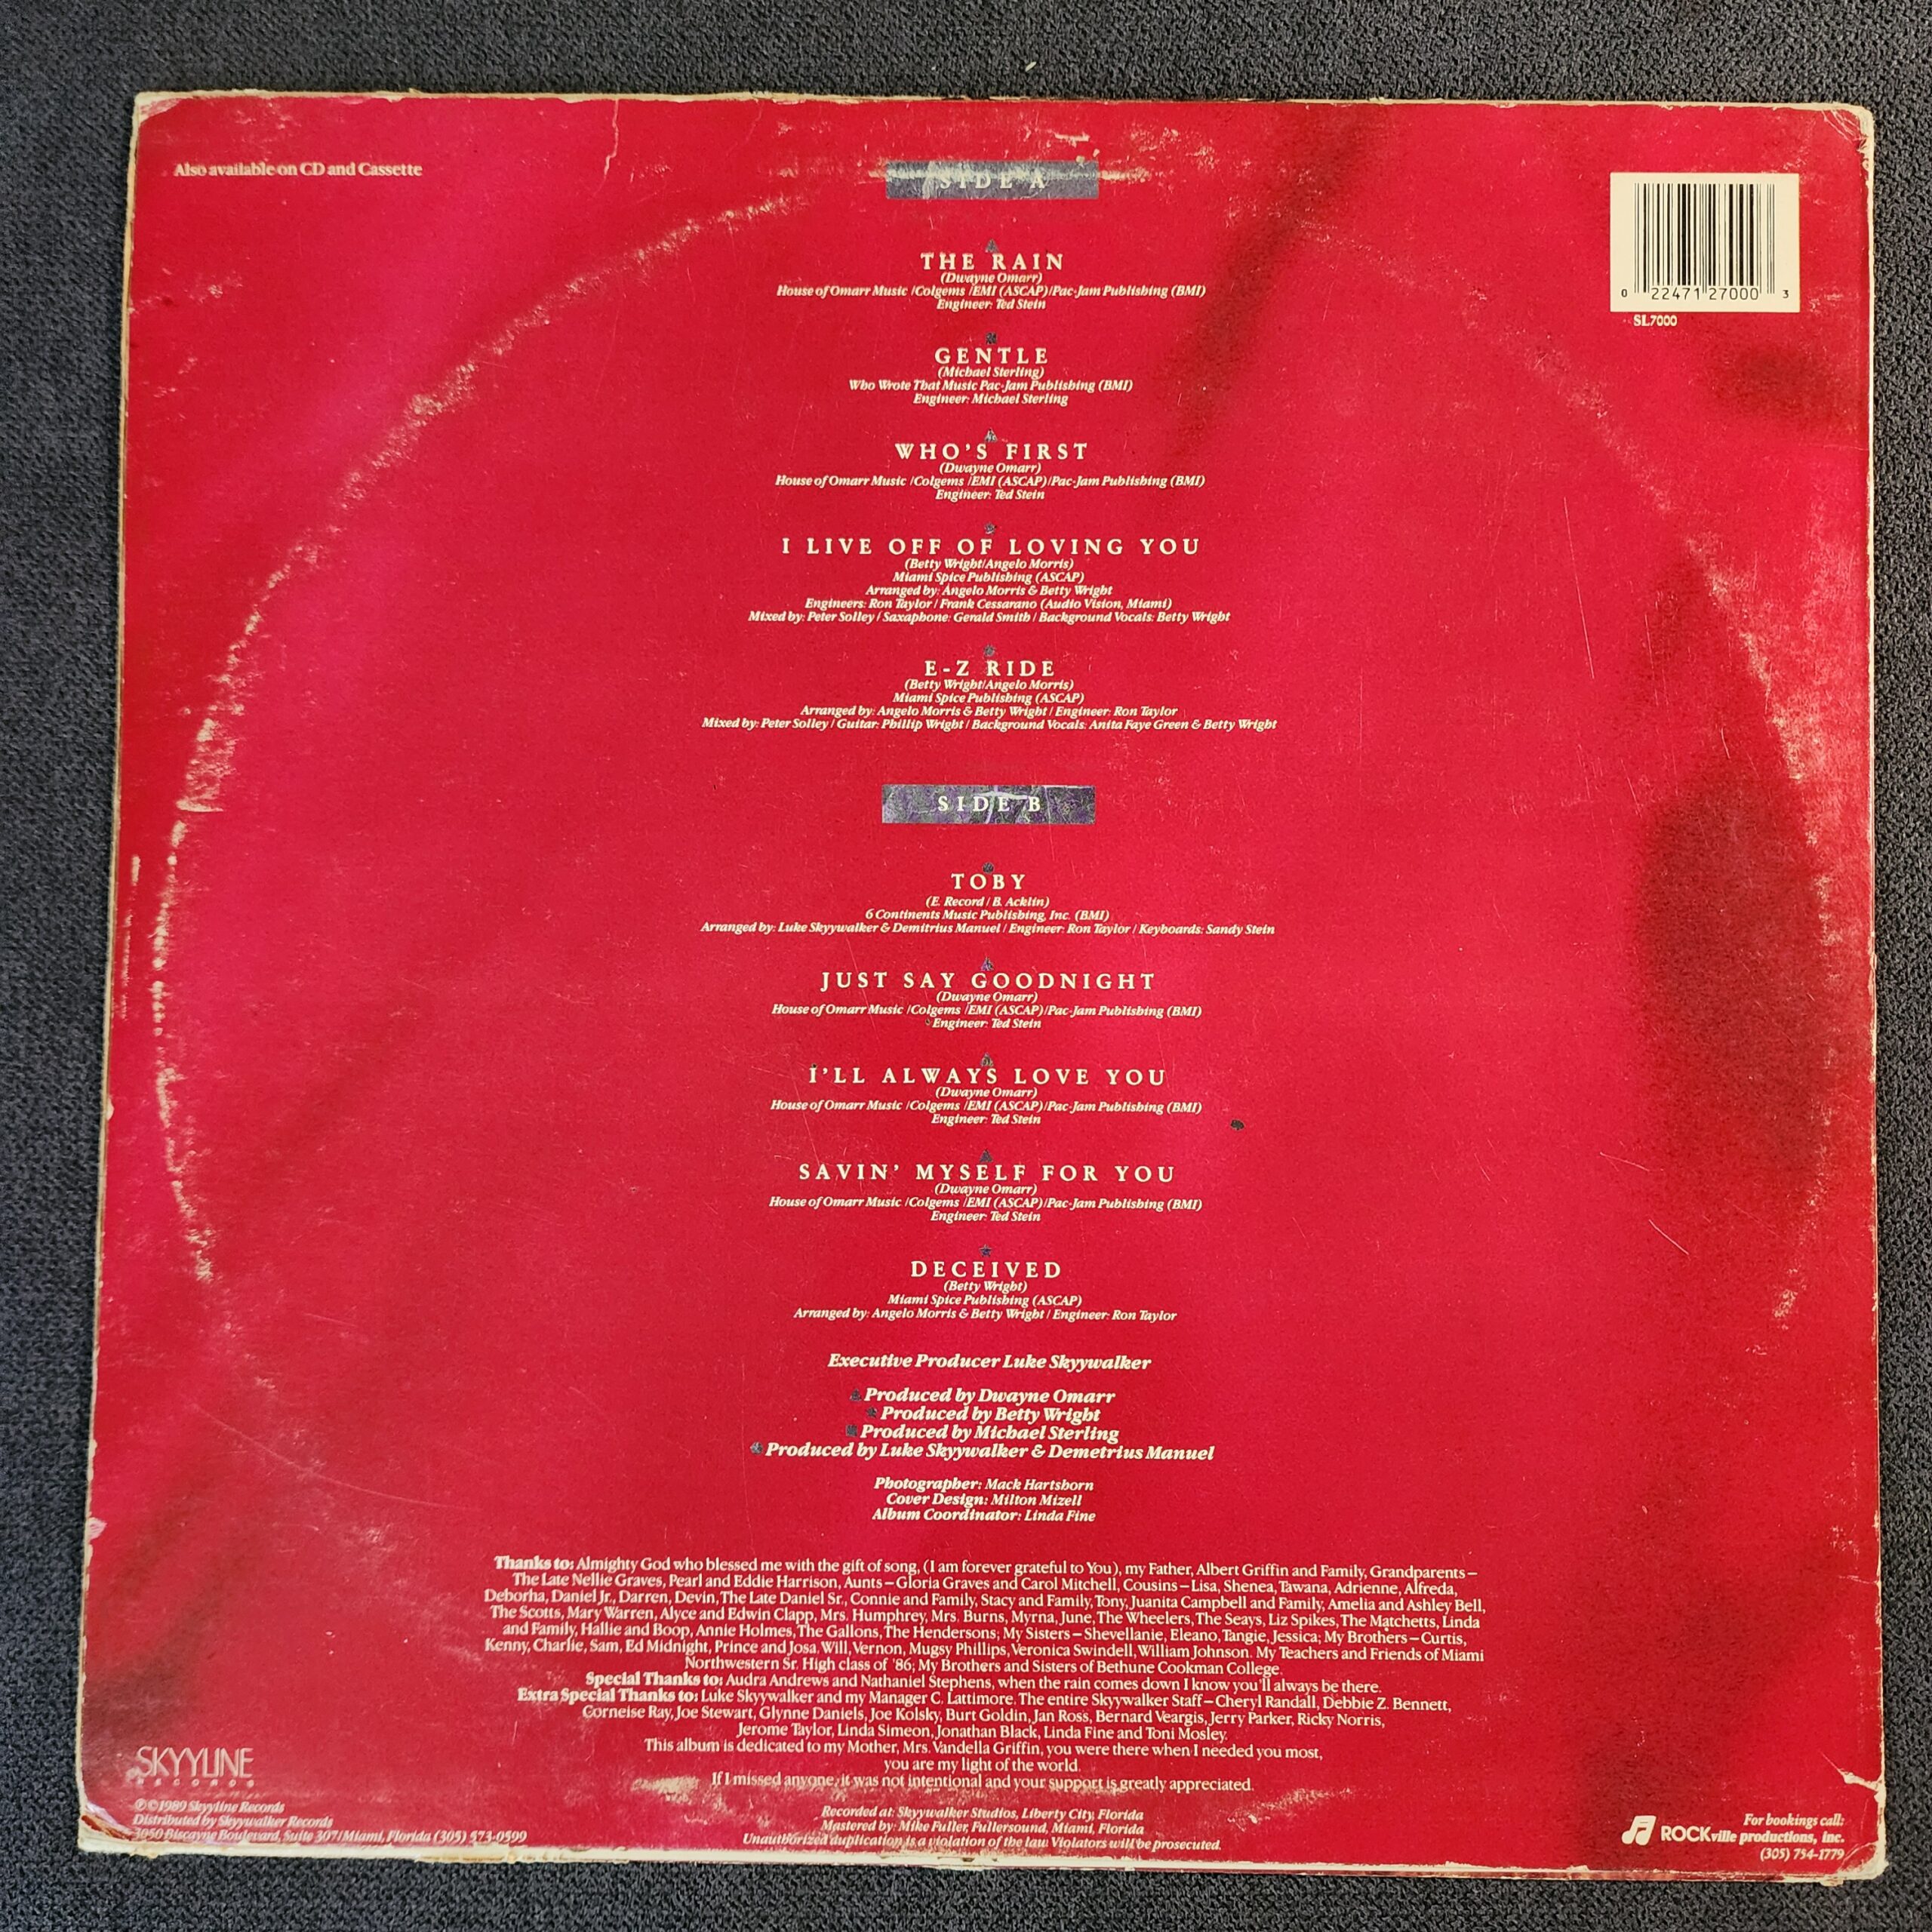 Also available on CD and Cassette
SIDE A
THE RAIN
(Dwayne Omarr)
House of Omarr Music /Colgems /EMI (ASCAP)/Pac-Jam Publishing (BMI)
Engineer: Ted Stein
GENTLE
(Michael Sterling)
Who Wrote That Music Pac-Jam Publishing (BMI)
Engineer: Michael Sterling
WHO'S FIRST
(Dwayne Omarr)
House of Omarr Music /Colgems /EMI (ASCAP)/Pac-Jam Publishing (BMI)
Engineer: Ted Stein
I LIVE OFF OF LOVING YOU
(Betty Wright/Angelo Morris)
Miami Spice Publishing (ASCAP)
Arranged by: Angelo Morris & Betty Wright
Engineers: Ron Taylor / Frank Cessarano (Audio Vision, Miami)
Mixed by: Peter Solley / Saxaphone: Gerald Smith / Background Vocals: Betty Wright
E-Z RIDE
(Betty Wright/Angelo Morris)
Miami Spice Publishing (ASCAP)
Arranged by: Angelo Morris & Betty Wright / Engineer: Ron Taylor
Mixed by: Peter Solley / Guitar: Phillip Wright / Background Vocals: Anita Faye Green & Betty Wright
SIDE B
TOBY
(E. Record / B. Acklin)
6 Continents Music Publishing, Inc. (BMI)
Arranged by: Luke Skyywalker & Demitrius Manuel / Engineer: Ron Taylor / Keyboards: Sandy Stein
JUST SAY GOODNIGHT
(Dwayne Omarr)
House of Omarr Music /Colgems /EMI (ASCAP)/Pac-Jam Publishing (BMI)
Engineer: Ted Stein
I'LL ALWAYS LOVE YOU
(Dwayne Omarr)
House of Omarr Music /Colgems /EMI (ASCAP)/Pac-Jam Publishing (BMI)
Engineer: Ted Stein
SAVIN' MYSELF FOR YOU
(Dwayne Omarr)
House of Omarr Music /Colgems /EMI (ASCAP)/Pac-Jam Publishing (BMI)
Engineer: Ted Stein
DECEIVED
(Betty Wright)
Miami Spice Publishing (ASCAP)
Arranged by: Angelo Morris & Betty Wright / Engineer: Ron Taylor
Executive Producer Luke Skyywalker
Produced by Dwayne Omarr
Produced by Betty Wright
Produced by Michael Sterling
Produced by Luke Skyywalker & Demetrius Manuel
Photographer: Mack Hartshorn
Cover Design: Milton Mizell
Album Coordinator: Linda Fine
Thanks to: Almighty God who blessed me with the gift of song, (I am forever grateful to You), my Father, Albert Griffin and Family, Grandparents—
The Late Nellie Graves, Pearl and Eddie Harrison, Aunts—Gloria Graves and Carol Mitchell, Cousins—Lisa, Shenea, Tawana, Adrienne, Alfreda,
Deborha, Daniel Jr., Darren, Devin, The Late Daniel Sr., Connie and Family, Stacy and Family, Tony, Juanita Campbell and Family, Amelia and Ashley Bell,
The Scotts, Mary Warren, Alyce and Edwin Clapp, Mrs. Humphrey, Mrs. Burns, Myrna, June, The Wheelers, The Seays, Liz Spikes, The Matchetts, Linda
and Family, Hallie and Boop, Annie Holmes, The Gallons, The Hendersons; My Sisters—Shevellanie, Eleano, Tangie, Jessica; My Brothers—Curtis,
Kenny, Charlie, Sam, Ed Midnight, Prince and Josa. Will, Vernon, Mugsy Phillips, Veronica Swindell, William Johnson. My Teachers and Friends of Miami
Northwestern Sr. High class of '86; My Brothers and Sisters of Bethune Cookman College.
Special Thanks to: Audra Andrews and Nathaniel Stephens, when the rain comes down I know you'll always be there.
Extra Special Thanks to: Luke Skyywalker and my Manager C. Lattimore. The entire Skyywalker Staff—Cheryl Randall, Debbie Z. Bennett,
Corneise Ray, Joe Stewart, Glynne Daniels, Joe Kolsky, Burt Goldin, Jan Ross, Bernard Veargis, Jerry Parker, Ricky Norris,
Jerome Taylor, Linda Simeon, Jonathan Black, Linda Fine and Toni Mosley.
This album is dedicated to my Mother, Mrs. Vandella Griffin, you were there when I needed you most,
you are my light of the world.
If I missed anyone, it was not intentional and your support is greatly appreciated.
Recorded at: Skyywalker Studios, Liberty City, Florida
Mastered by: Mike Fuller, Fullersound, Miami, Florida
Unauthorized duplication is a violation of the law. Violators will be prosecuted.
SKYYLINE
RECORDS
℗©1989 Skyyline Records
Distributed by Skyywalker Records
3050 Biscayne Boulevard, Suite 307/Miami, Florida (305) 573-0599
0 22471 27000 3
SL7000
For bookings call:
ROCKville productions, inc.
(305) 754-1779